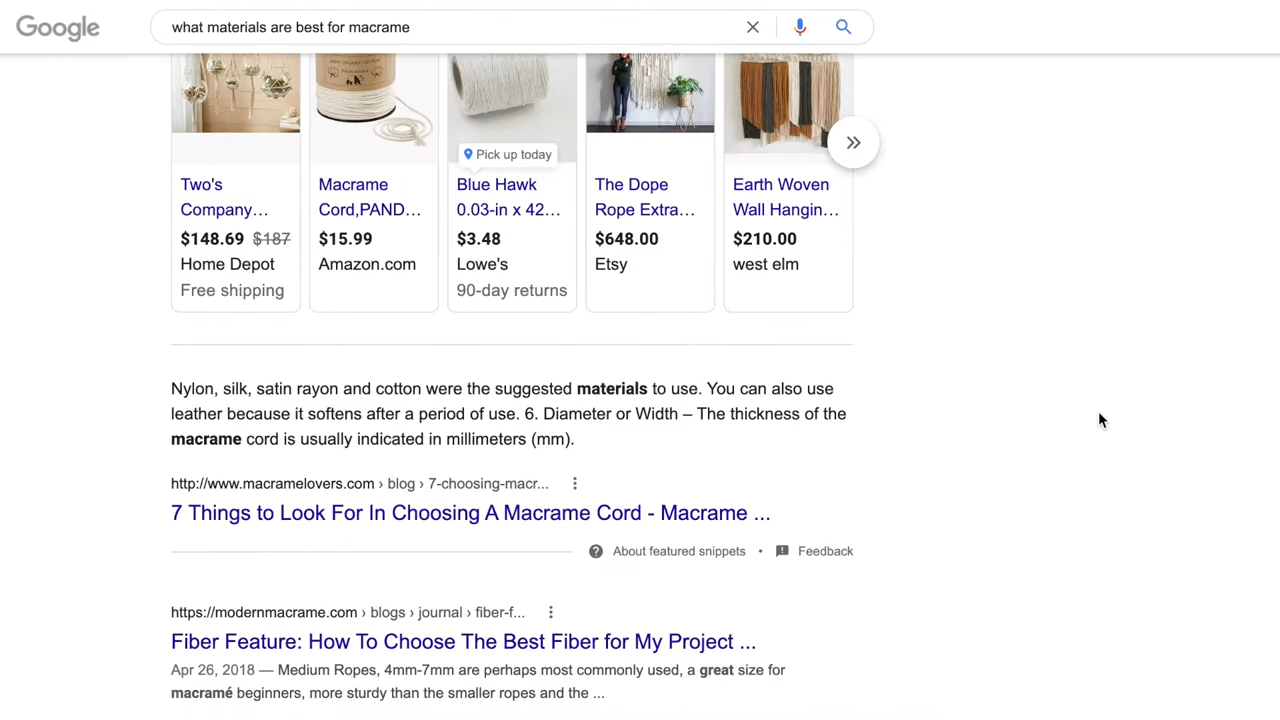 Google
what materials are best for macrame
Pick up today
Two's
Company...
$148.69 $187
Home Depot
Free shipping
Macrame
Cord,PAND...
$15.99
Amazon.com
Blue Hawk
0.03-in x 42...
$3.48
Lowe's
90-day returns
The Dope
Rope Extra...
$648.00
Etsy
Earth Woven
Wall Hangin...
$210.00
west elm
Nylon, silk, satin rayon and cotton were the suggested materials to use. You can also use
leather because it softens after a period of use. 6. Diameter or Width – The thickness of the
macrame cord is usually indicated in millimeters (mm).
http://www.macramelovers.com › blog › 7-choosing-macr...
7 Things to Look For In Choosing A Macrame Cord - Macrame ...
About featured snippets • Feedback
https://modernmacrame.com › blogs › journal › fiber-f...
Fiber Feature: How To Choose The Best Fiber for My Project ...
Apr 26, 2018 — Medium Ropes, 4mm-7mm are perhaps most commonly used, a great size for
macramé beginners, more sturdy than the smaller ropes and the ...